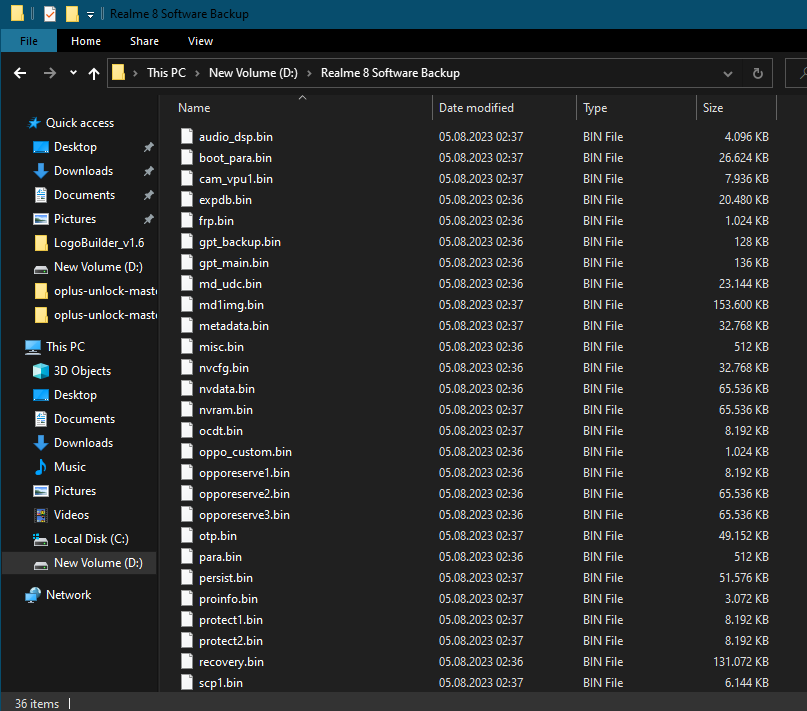 Realme 8 Software Backup
File Home Share View
This PC New Volume (D:) Realme 8 Software Backup
Quick access
Desktop
Downloads
Documents
Pictures
LogoBuilder_v1.6
New Volume (D:)
oplus-unlock-maste
oplus-unlock-maste
This PC
3D Objects
Desktop
Documents
Downloads
Music
Pictures
Videos
Local Disk (C:)
New Volume (D:)
Network
Name Date modified Type Size
audio_dsp.bin 05.08.2023 02:37 BIN File 4.096 KB
boot_para.bin 05.08.2023 02:36 BIN File 26.624 KB
cam_vpu1.bin 05.08.2023 02:37 BIN File 7.936 KB
expdb.bin 05.08.2023 02:36 BIN File 20.480 KB
frp.bin 05.08.2023 02:36 BIN File 1.024 KB
gpt_backup.bin 05.08.2023 02:36 BIN File 128 KB
gpt_main.bin 05.08.2023 02:36 BIN File 136 KB
md_udc.bin 05.08.2023 02:36 BIN File 23.144 KB
md1img.bin 05.08.2023 02:37 BIN File 153.600 KB
metadata.bin 05.08.2023 02:36 BIN File 32.768 KB
misc.bin 05.08.2023 02:36 BIN File 512 KB
nvcfg.bin 05.08.2023 02:36 BIN File 32.768 KB
nvdata.bin 05.08.2023 02:37 BIN File 65.536 KB
nvram.bin 05.08.2023 02:37 BIN File 65.536 KB
ocdt.bin 05.08.2023 02:37 BIN File 8.192 KB
oppo_custom.bin 05.08.2023 02:36 BIN File 1.024 KB
opporeserve1.bin 05.08.2023 02:36 BIN File 8.192 KB
opporeserve2.bin 05.08.2023 02:36 BIN File 65.536 KB
opporeserve3.bin 05.08.2023 02:36 BIN File 65.536 KB
otp.bin 05.08.2023 02:37 BIN File 49.152 KB
para.bin 05.08.2023 02:36 BIN File 512 KB
persist.bin 05.08.2023 02:37 BIN File 51.576 KB
proinfo.bin 05.08.2023 02:37 BIN File 3.072 KB
protect1.bin 05.08.2023 02:37 BIN File 8.192 KB
protect2.bin 05.08.2023 02:37 BIN File 8.192 KB
recovery.bin 05.08.2023 02:36 BIN File 131.072 KB
scp1.bin 05.08.2023 02:37 BIN File 6.144 KB
36 items